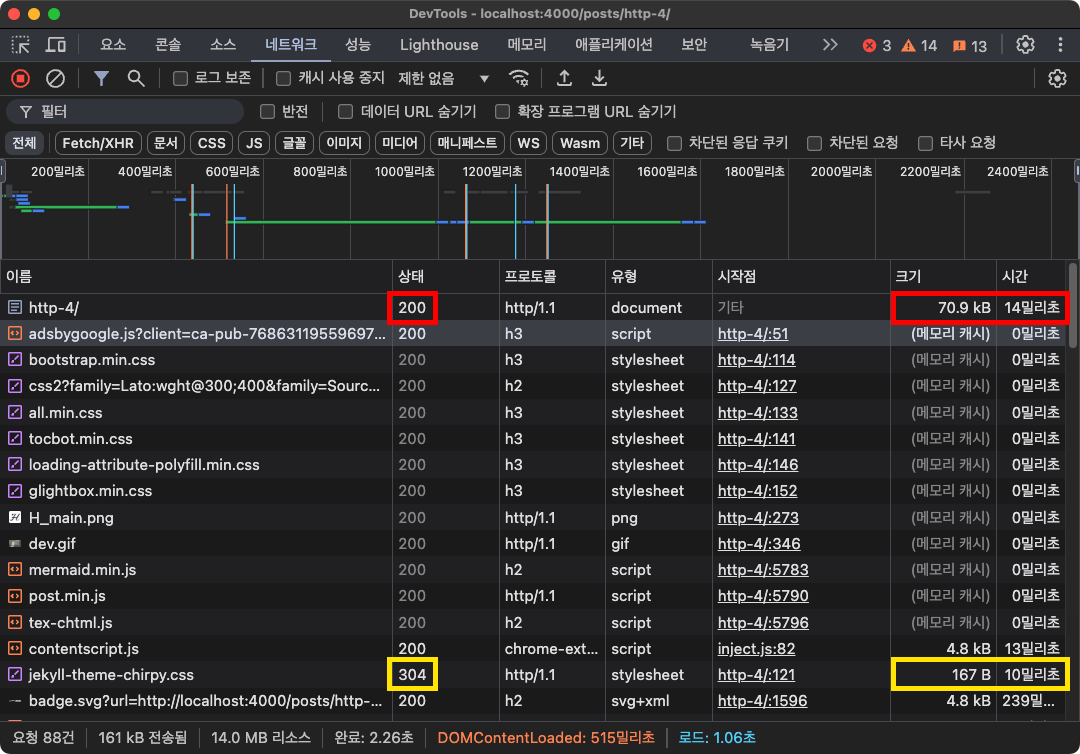 DevTools - localhost:4000/posts/http-4/
요소 콘솔 소스 네트워크 성능 Lighthouse 메모리 애플리케이션 보안 녹음기 3 14 13
로그 보존 캐시 사용 중지 제한 없음
필터 반전 데이터 URL 숨기기 확장 프로그램 URL 숨기기
전체 Fetch/XHR 문서 CSS JS 글꼴 이미지 미디어 매니페스트 WS Wasm 기타 차단된 응답 쿠키 차단된 요청 타사 요청
200밀리초 400밀리초 600밀리초 800밀리초 1000밀리초 1200밀리초 1400밀리초 1600밀리초 1800밀리초 2000밀리초 2200밀리초 2400밀리초
이름 상태 프로토콜 유형 시작점 크기 시간
http-4/ 200 http/1.1 document 기타 70.9 kB 14밀리초
adsbygoogle.js?client=ca-pub-76863119559697... 200 h3 script http-4/:51 (메모리 캐시) 0밀리초
bootstrap.min.css 200 h3 stylesheet http-4/:114 (메모리 캐시) 0밀리초
css2?family=Lato:wght@300;400&family=Sourc... 200 h2 stylesheet http-4/:127 (메모리 캐시) 0밀리초
all.min.css 200 h3 stylesheet http-4/:133 (메모리 캐시) 0밀리초
tocbot.min.css 200 h3 stylesheet http-4/:141 (메모리 캐시) 0밀리초
loading-attribute-polyfill.min.css 200 h3 stylesheet http-4/:146 (메모리 캐시) 0밀리초
glightbox.min.css 200 h3 stylesheet http-4/:152 (메모리 캐시) 0밀리초
H_main.png 200 http/1.1 png http-4/:273 (메모리 캐시) 0밀리초
dev.gif 200 http/1.1 gif http-4/:346 (메모리 캐시) 0밀리초
mermaid.min.js 200 h2 script http-4/:5783 (메모리 캐시) 0밀리초
post.min.js 200 http/1.1 script http-4/:5790 (메모리 캐시) 0밀리초
tex-chtml.js 200 h2 script http-4/:5796 (메모리 캐시) 0밀리초
contentscript.js 200 chrome-ext... script inject.js:82 4.8 kB 13밀리초
jekyll-theme-chirpy.css 304 http/1.1 stylesheet http-4/:121 167 B 10밀리초
badge.svg?url=http://localhost:4000/posts/http-... 200 h2 svg+xml http-4/:1596 4.8 kB 239밀...
요청 88건 161 kB 전송됨 14.0 MB 리소스 완료: 2.26초 DOMContentLoaded: 515밀리초 로드: 1.06초